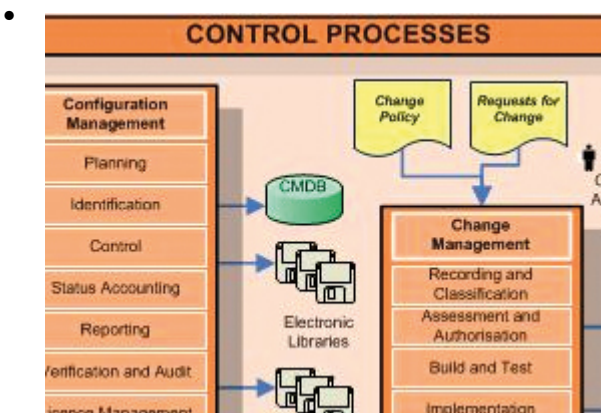 CONTROL PROCESSES
Configuration
Management
Planning
Identification
Control
Status Accounting
Reporting
Verification and Audit
Management
CMDB
Electronic
Libraries
Change
Policy
Requests for
Change
Change
Management
Recording and
Classification
Assessment and
Authorisation
Build and Test
Implementation